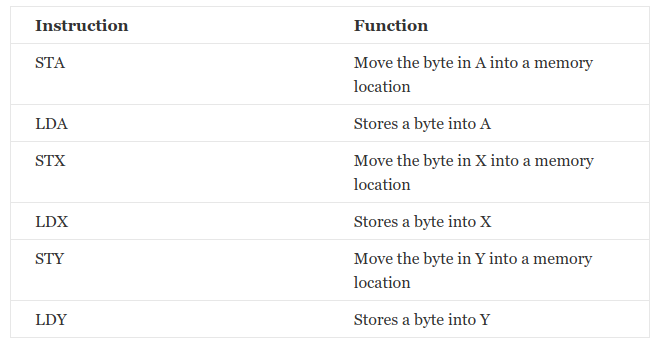 Instruction Function
STA Move the byte in A into a memory
location
LDA Stores a byte into A
STX Move the byte in X into a memory
location
LDX Stores a byte into X
STY Move the byte in Y into a memory
location
LDY Stores a byte into Y